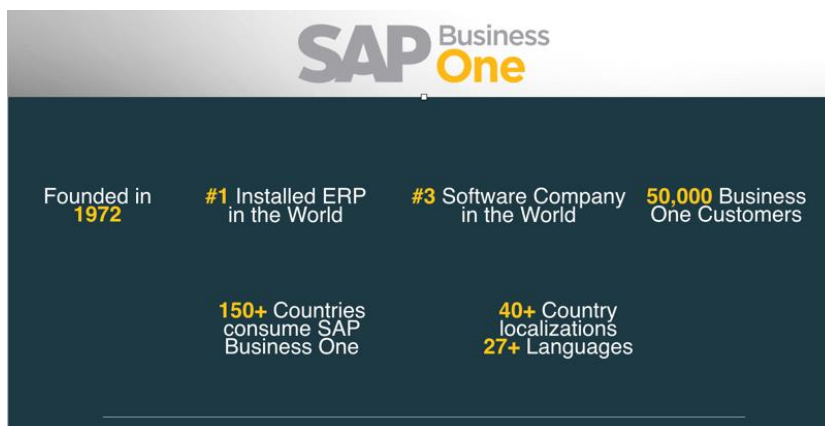 SAP Business
One
Founded in
1972
#1 Installed ERP
in the World
#3 Software Company
in the World
50,000 Business
One Customers
150+ Countries
consume SAP
Business One
40+ Country
localizations
27+ Languages